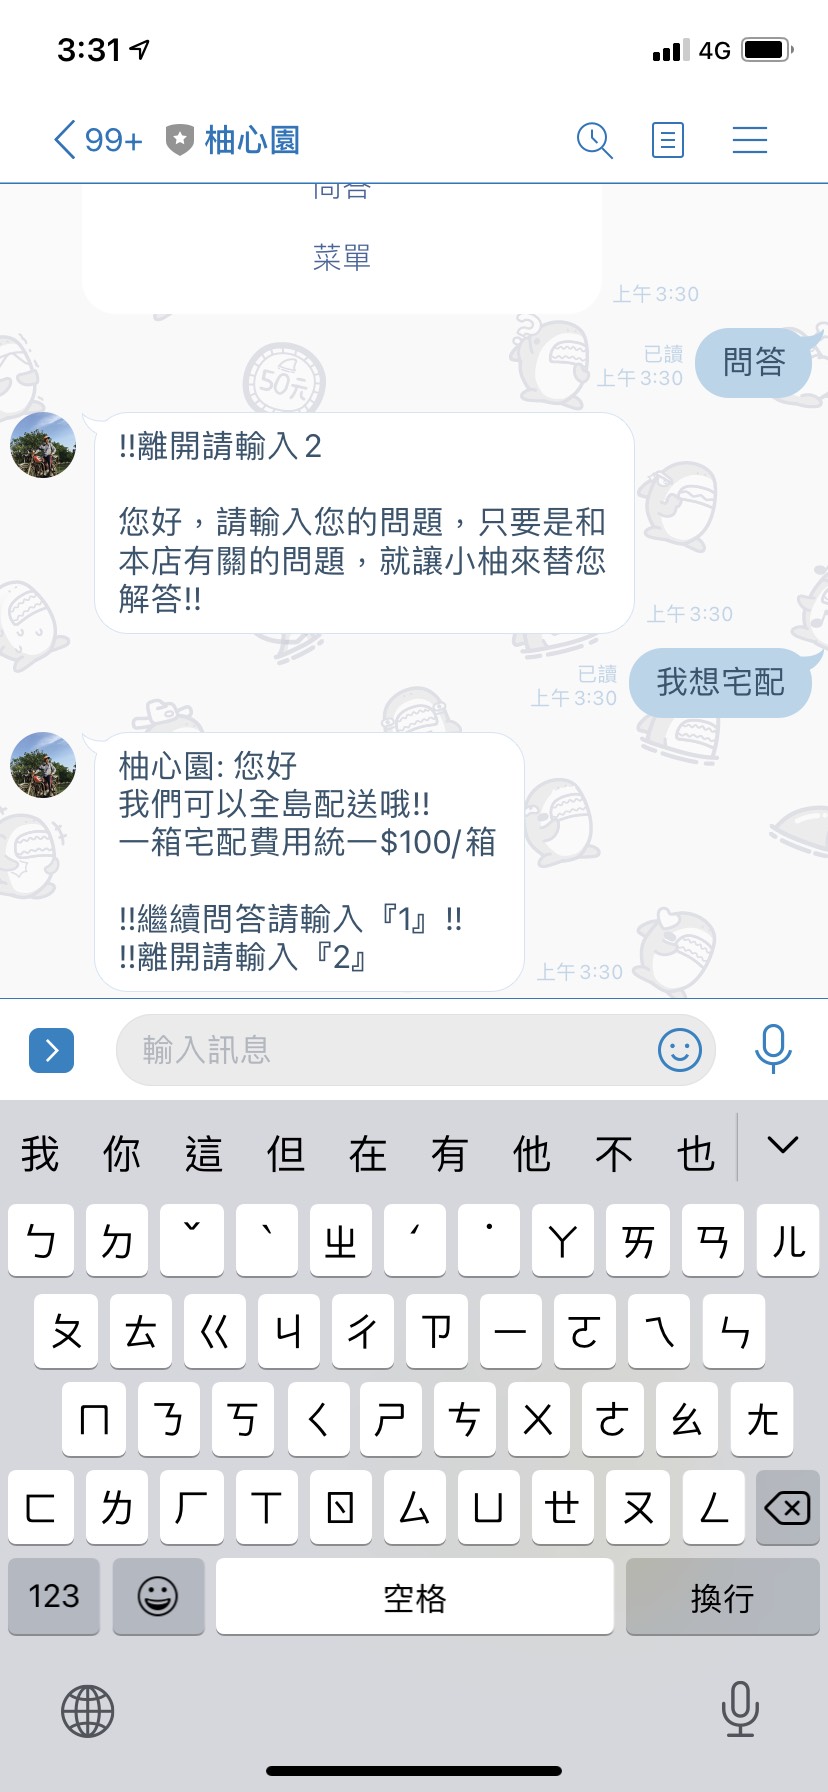 3:31
4G
99+
柚心園
問答
菜單
上午 3:30
已讀
上午 3:30
問答
50元
!!離開請輸入2
您好，請輸入您的問題，只要是和
本店有關的問題，就讓小柚來替您
解答!!
上午 3:30
已讀
上午 3:30
我想宅配
柚心園: 您好
我們可以全島配送哦!!
一箱宅配費用統一$100/箱
!!繼續問答請輸入『1』!!
!!離開請輸入『2』
上午 3:30
輸入訊息
我 你 這 但 在 有 他 不 也
ㄅ ㄉ ˇ ˋ ㄓ ˊ ˙ ㄚ ㄞ ㄢ ㄦ
ㄆ ㄊ ㄍ ㄐ ㄔ ㄗ ㄧ ㄛ ㄟ ㄣ
ㄇ ㄋ ㄎ ㄑ ㄕ ㄘ ㄨ ㄜ ㄠ ㄤ
ㄈ ㄌ ㄏ ㄒ ㄖ ㄙ ㄩ ㄝ ㄡ ㄥ
123 空格 換行